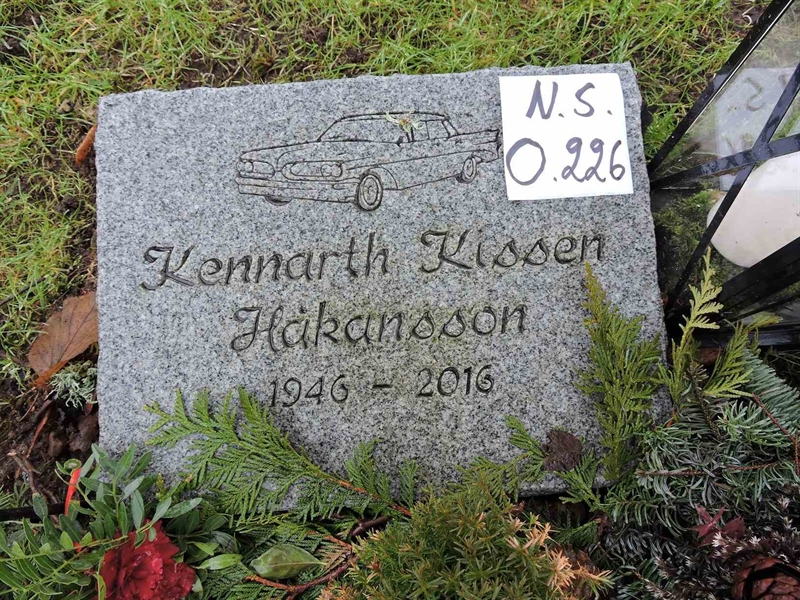 N.S.
O.226
Kennarth Kissen
Håkansson
1946 - 2016